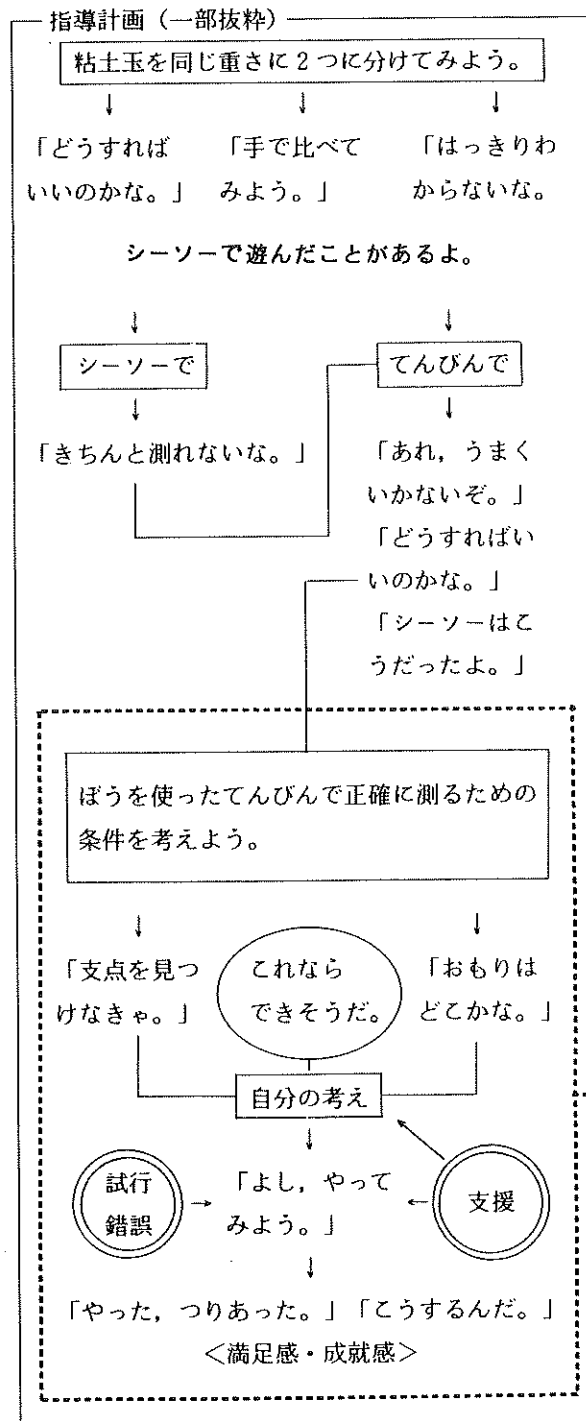 指導計画（一部抜粋）
粘土玉を同じ重さに2つに分けてみよう。
↓ ↓ ↓
「どうすれば 「手で比べて 「はっきりわ
いいのかな。」 みよう。」 からないな。
シーソーで遊んだことがあるよ。
↓ ↓
シーソーで てんびんで
↓ ↓
「きちんと測れないな。」 「あれ，うまく
いかないぞ。」
「どうすればい
いのかな。」
「シーソーはこ
うだったよ。」
ぼうを使ったてんびんで正確に測るための
条件を考えよう。
↓ ↓
「支点を見つ これなら 「おもりは
けなきゃ。」 できそうだ。 どこかな。」
自分の考え
↓
試行 → 「よし，やって ← 支援
錯誤 みよう。」
↓
「やった，つりあった。」「こうするんだ。」
＜満足感・成就感＞